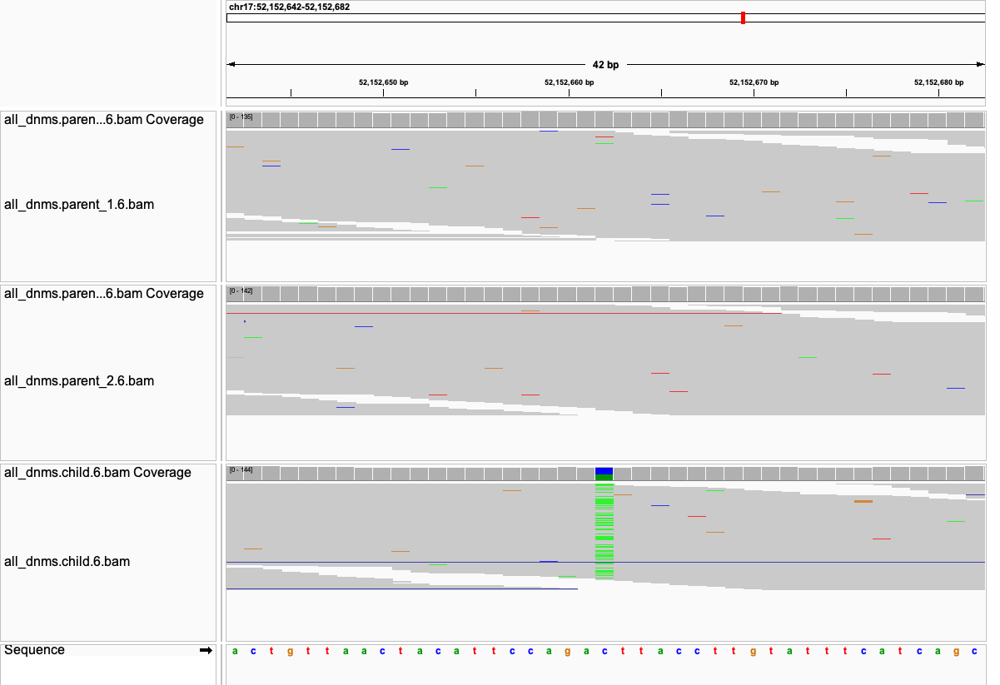 chr17:52,152,642-52,152,682
42 bp
52,152,650 bp 52,152,660 bp 52,152,670 bp 52,152,680 bp
all_dnms.paren...6.bam Coverage
[0 - 135]
all_dnms.parent_1.6.bam
all_dnms.paren...6.bam Coverage
[0 - 142]
all_dnms.parent_2.6.bam
all_dnms.child.6.bam Coverage
[0 - 144]
all_dnms.child.6.bam
Sequence
a c t g t t a a c t a c a t t c c a g a c t t a c c t t g t a t t t c a t c a g c